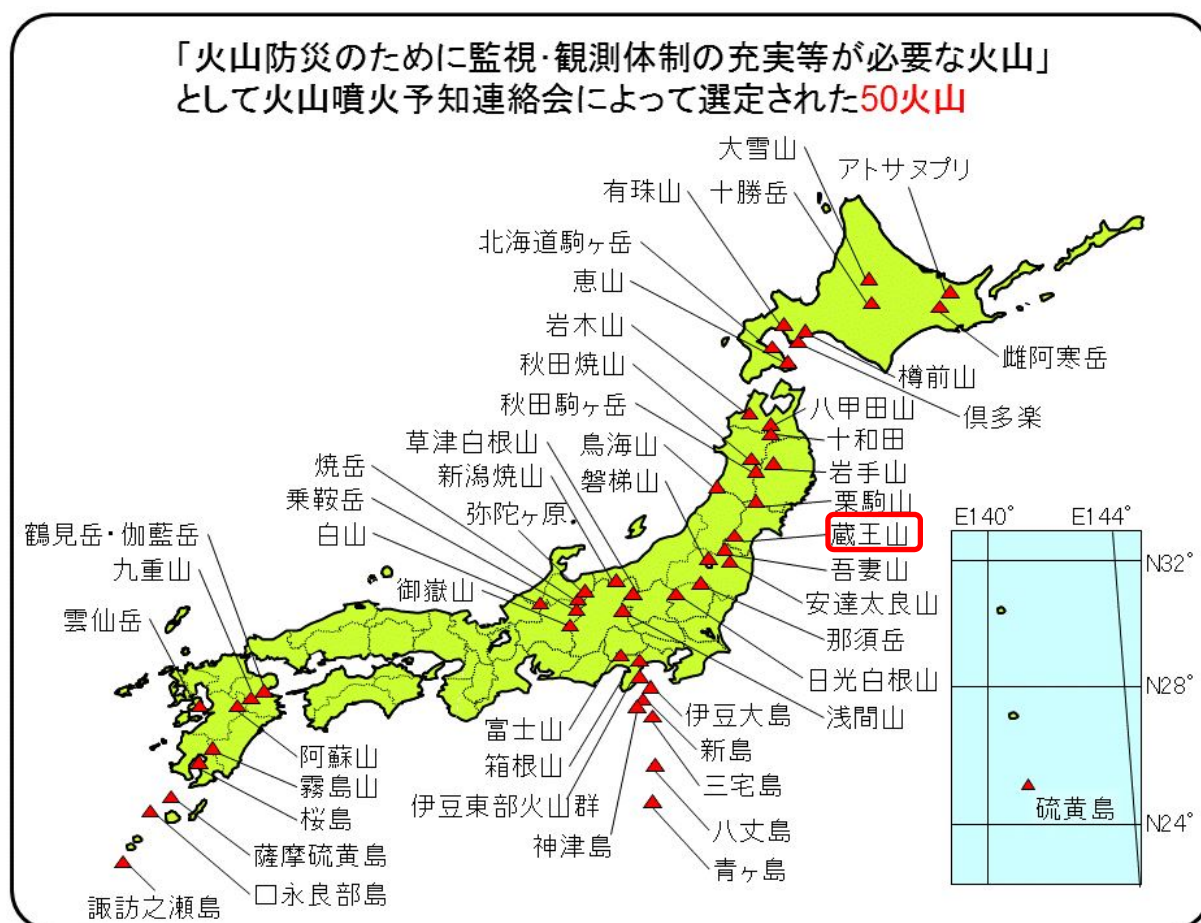 「火山防災のために監視・観測体制の充実等が必要な火山」
として火山噴火予知連絡会によって選定された50火山
大雪山
アトサヌプリ
有珠山
十勝岳
北海道駒ヶ岳
恵山
岩木山
秋田焼山
秋田駒ヶ岳
雌阿寒岳
樽前山
倶多楽
八甲田山
十和田
草津白根山
鳥海山
焼岳
新潟焼山
磐梯山
岩手山
乗鞍岳
弥陀ヶ原
栗駒山
白山
蔵王山
鶴見岳・伽藍岳
吾妻山
九重山
御嶽山
安達太良山
雲仙岳
那須岳
日光白根山
浅間山
富士山
伊豆大島
箱根山
新島
阿蘇山
伊豆東部火山群
三宅島
霧島山
神津島
八丈島
桜島
青ヶ島
薩摩硫黄島
口永良部島
諏訪之瀬島
E140°
E144°
N32°
N28°
硫黄島
N24°